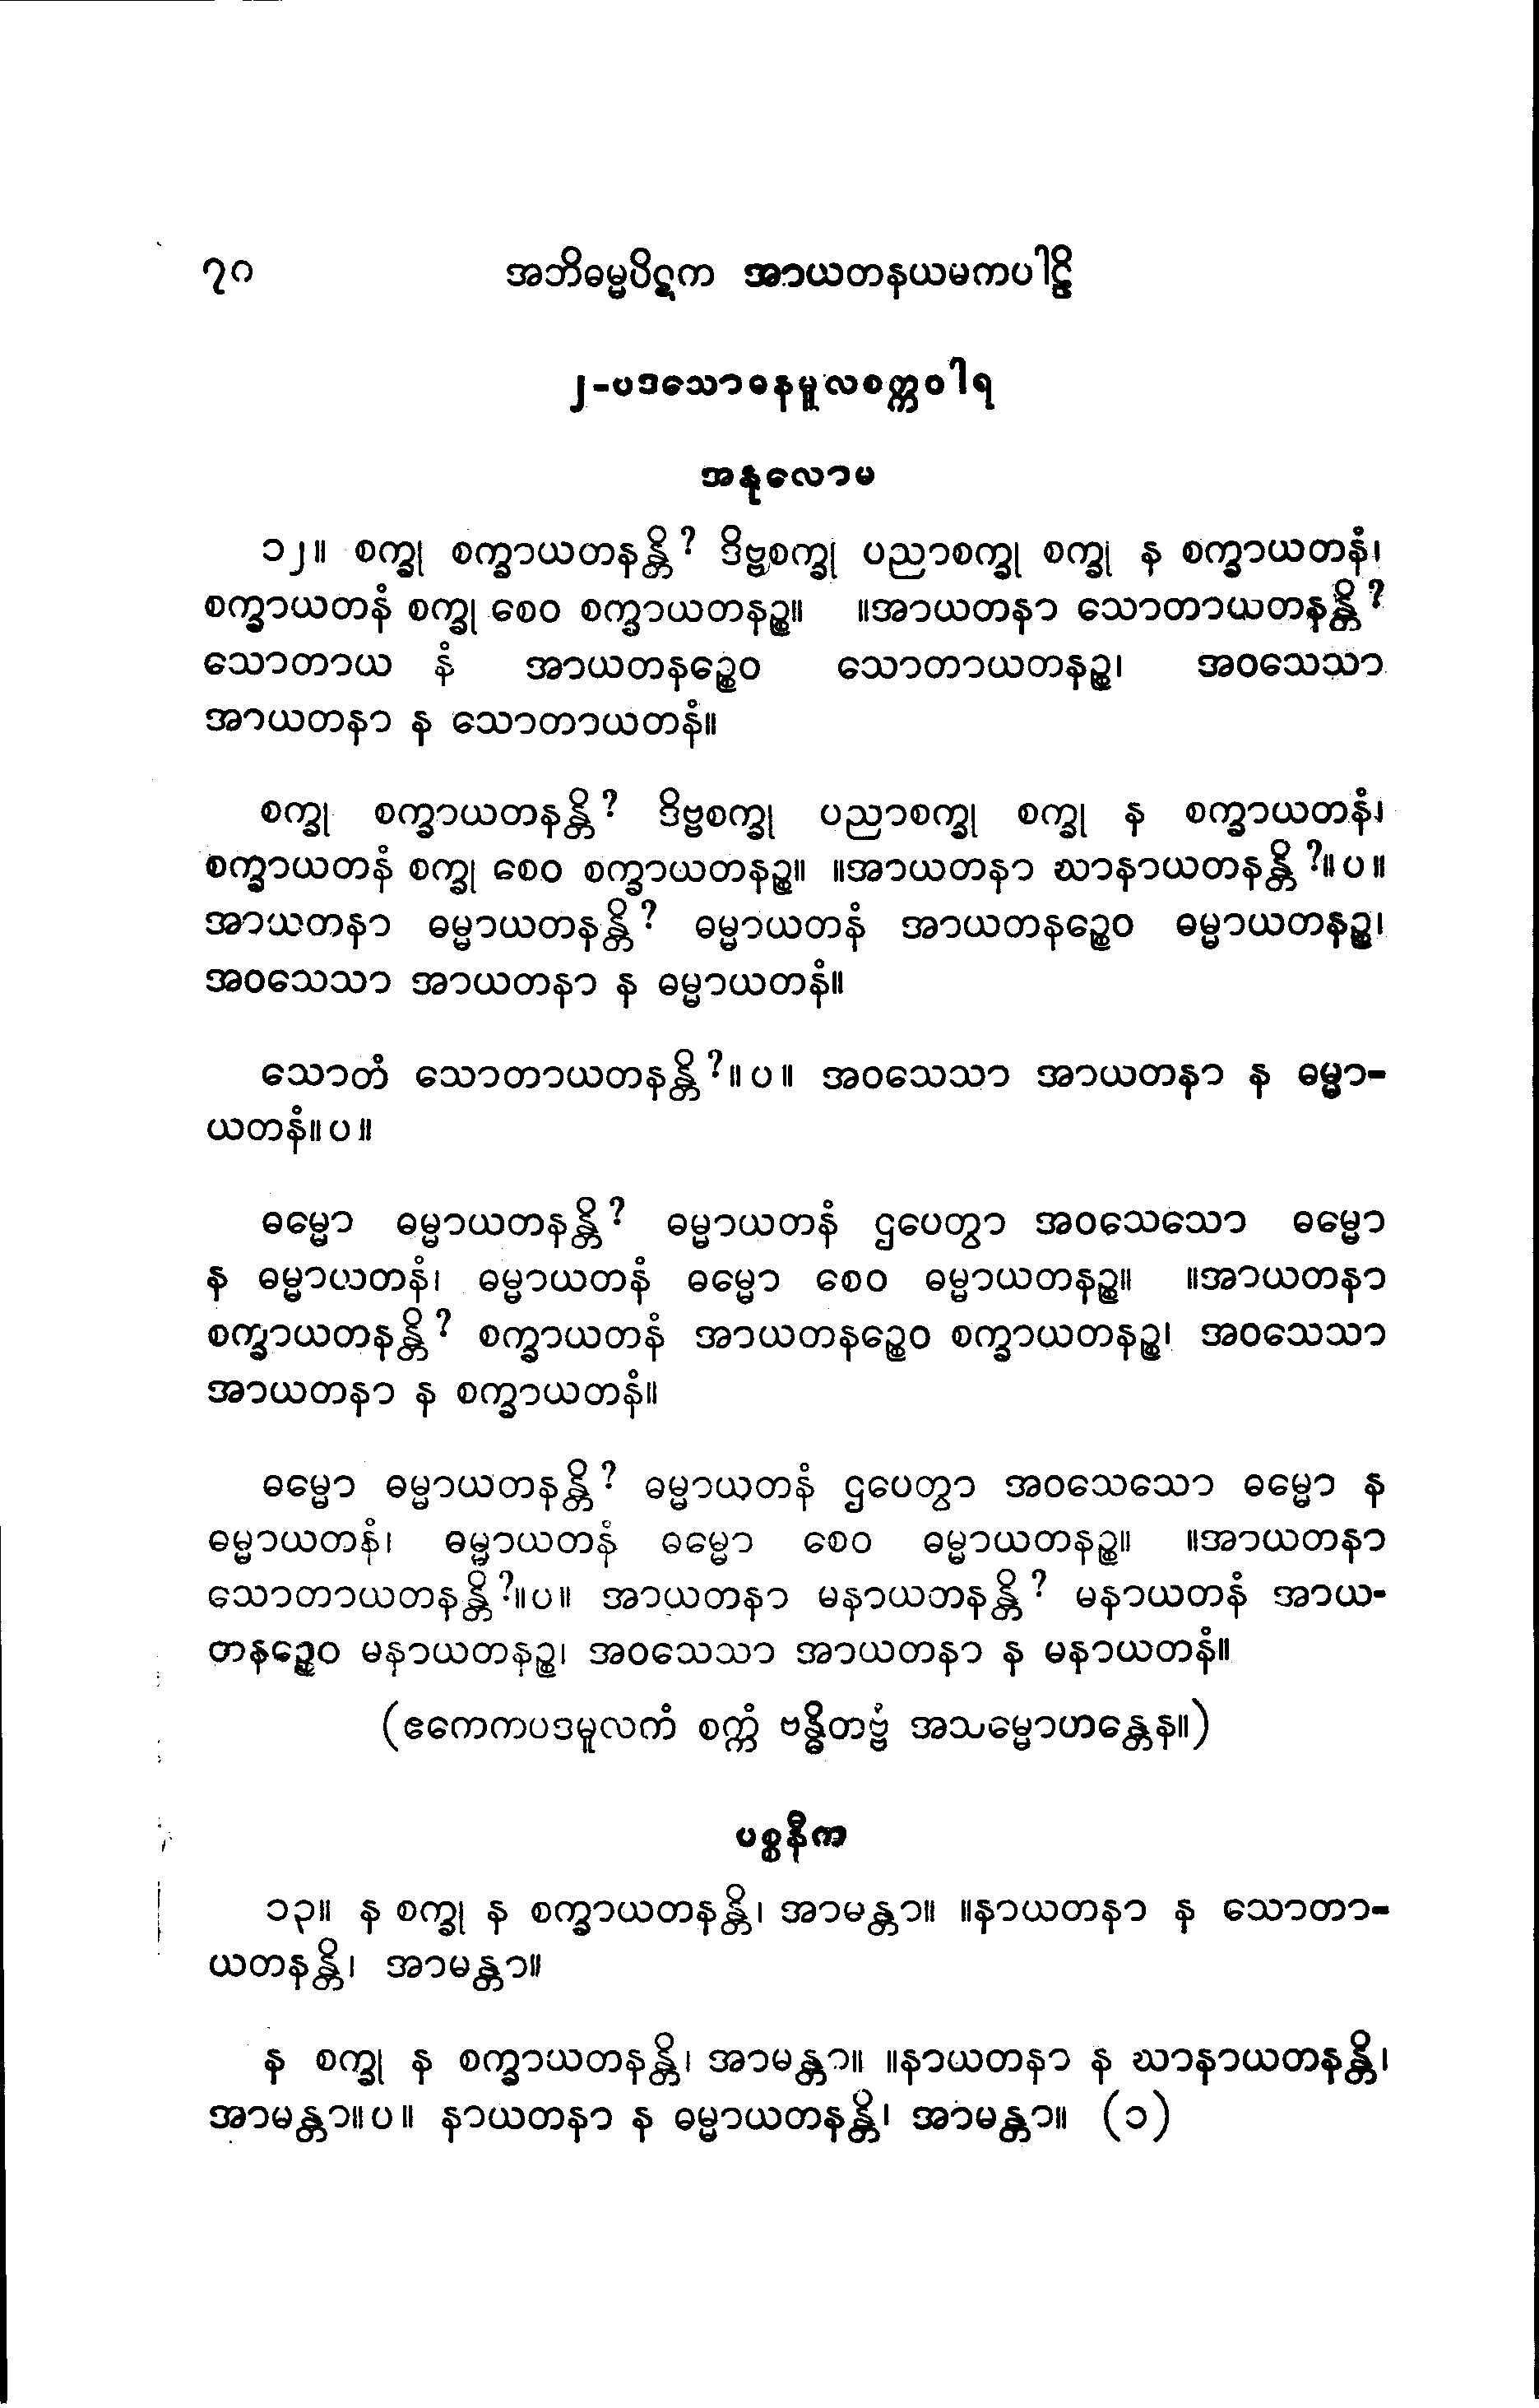 ၇၀ အဘိဓမ္မပိဋက အာယတနယမကပါဠိ
၂-ပဒသောဓနမူလစက္ကဝါရ
အနုလောမ
၁၂။ စက္ခု စက္ခာယတနန္တိ? ဒိဗ္ဗစက္ခု ပညာစက္ခု စက္ခု န စက္ခာယတနံ၊
စက္ခာယတနံ စက္ခု စေဝ စက္ခာယတနဉ္စ။ ။အာယတနာ သောတာယတနန္တိ?
သောတာယ နံ အာယတနဉ္စေဝ သောတာယတနဉ္စ၊ အဝသေသာ
အာယတနာ န သောတာယတနံ။
စက္ခု စက္ခာယတနန္တိ? ဒိဗ္ဗစက္ခု ပညာစက္ခု စက္ခု န စက္ခာယတနံ၊
စက္ခာယတနံ စက္ခု စေဝ စက္ခာယတနဉ္စ။ ။အာယတနာ ဃာနာယတနန္တိ?။ပ။
အာယတနာ ဓမ္မာယတနန္တိ? ဓမ္မာယတနံ အာယတနဉ္စေဝ ဓမ္မာယတနဉ္စ၊
အဝသေသာ အာယတနာ န ဓမ္မာယတနံ။
သောတံ သောတာယတနန္တိ?။ပ။ အဝသေသာ အာယတနာ န ဓမ္မာ-
ယတနံ။ပ။
ဓမ္မော ဓမ္မာယတနန္တိ? ဓမ္မာယတနံ ဌပေတွာ အဝသေသော ဓမ္မော
န ဓမ္မာယတနံ၊ ဓမ္မာယတနံ ဓမ္မော စေဝ ဓမ္မာယတနဉ္စ။ ။အာယတနာ
စက္ခာယတနန္တိ? စက္ခာယတနံ အာယတနဉ္စေဝ စက္ခာယတနဉ္စ၊ အဝသေသာ
အာယတနာ န စက္ခာယတနံ။
ဓမ္မော ဓမ္မာယတနန္တိ? ဓမ္မာယတနံ ဌပေတွာ အဝသေသော ဓမ္မော န
ဓမ္မာယတနံ၊ ဓမ္မာယတနံ ဓမ္မော စေဝ ဓမ္မာယတနဉ္စ။ ။အာယတနာ
သောတာယတနန္တိ?။ပ။ အာယတနာ မနာယတနန္တိ? မနာယတနံ အာယ-
တနဉ္စေဝ မနာယတနဉ္စ၊ အဝသေသာ အာယတနာ န မနာယတနံ။
(ဧကေကပဒမူလကံ စက္ကံ ဗန္ဓိတဗ္ဗံ အသမ္မောဟန္တေန။)
ပစ္စနီက
၁၃။ န စက္ခု န စက္ခာယတနန္တိ၊ အာမန္တာ။ ။နာယတနာ န သောတာ-
ယတနန္တိ၊ အာမန္တာ။
န စက္ခု န စက္ခာယတနန္တိ၊ အာမန္တာ။ ။နာယတနာ န ဃာနာယတနန္တိ၊
အာမန္တာ။ပ။ နာယတနာ န ဓမ္မာယတနန္တိ၊ အာမန္တာ။ (၁)